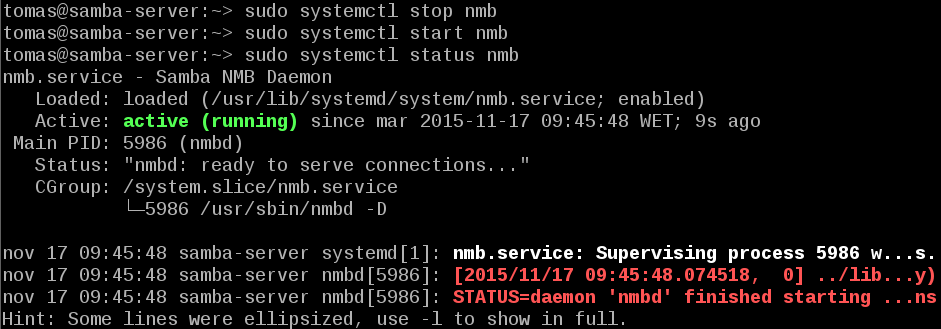 tomas@samba-server:~> sudo systemctl stop nmb
tomas@samba-server:~> sudo systemctl start nmb
tomas@samba-server:~> sudo systemctl status nmb
nmb.service - Samba NMB Daemon
   Loaded: loaded (/usr/lib/systemd/system/nmb.service; enabled)
   Active: active (running) since mar 2015-11-17 09:45:48 WET; 9s ago
 Main PID: 5986 (nmbd)
   Status: "nmbd: ready to serve connections..."
   CGroup: /system.slice/nmb.service
           └─5986 /usr/sbin/nmbd -D

nov 17 09:45:48 samba-server systemd[1]: nmb.service: Supervising process 5986 w...s.
nov 17 09:45:48 samba-server nmbd[5986]: [2015/11/17 09:45:48.074518,  0] ../lib...y)
nov 17 09:45:48 samba-server nmbd[5986]: STATUS=daemon 'nmbd' finished starting ...ns
Hint: Some lines were ellipsized, use -l to show in full.